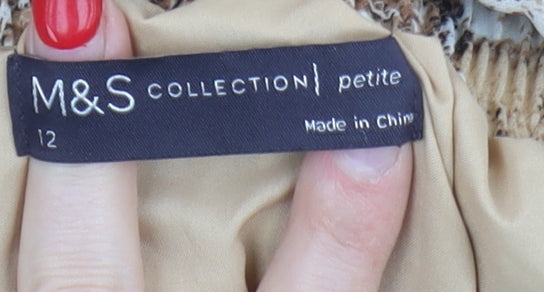 M&S COLLECTION | petite
12
Made in China